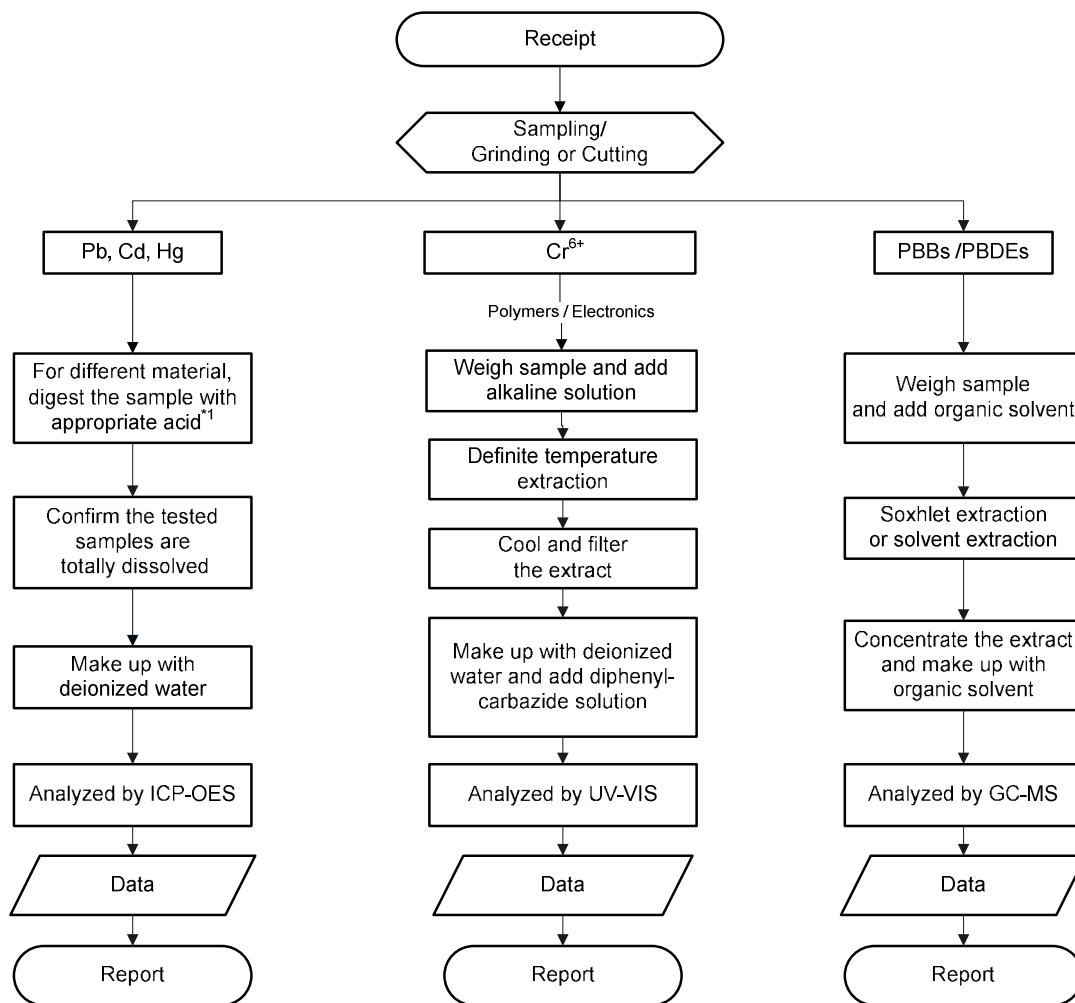 Receipt
Sampling/
Grinding or Cutting
Pb, Cd, Hg
For different material,
digest the sample with
appropriate acid*1
Confirm the tested
samples are
totally dissolved
Make up with
deionized water
Analyzed by ICP-OES
Data
Report
Cr6+
Polymers / Electronics
Weigh sample and add
alkaline solution
Definite temperature
extraction
Cool and filter
the extract
Make up with deionized
water and add diphenyl-
carbazide solution
Analyzed by UV-VIS
Data
Report
PBBs /PBDEs
Weigh sample
and add organic solvent
Soxhlet extraction
or solvent extraction
Concentrate the extract
and make up with
organic solvent
Analyzed by GC-MS
Data
Report